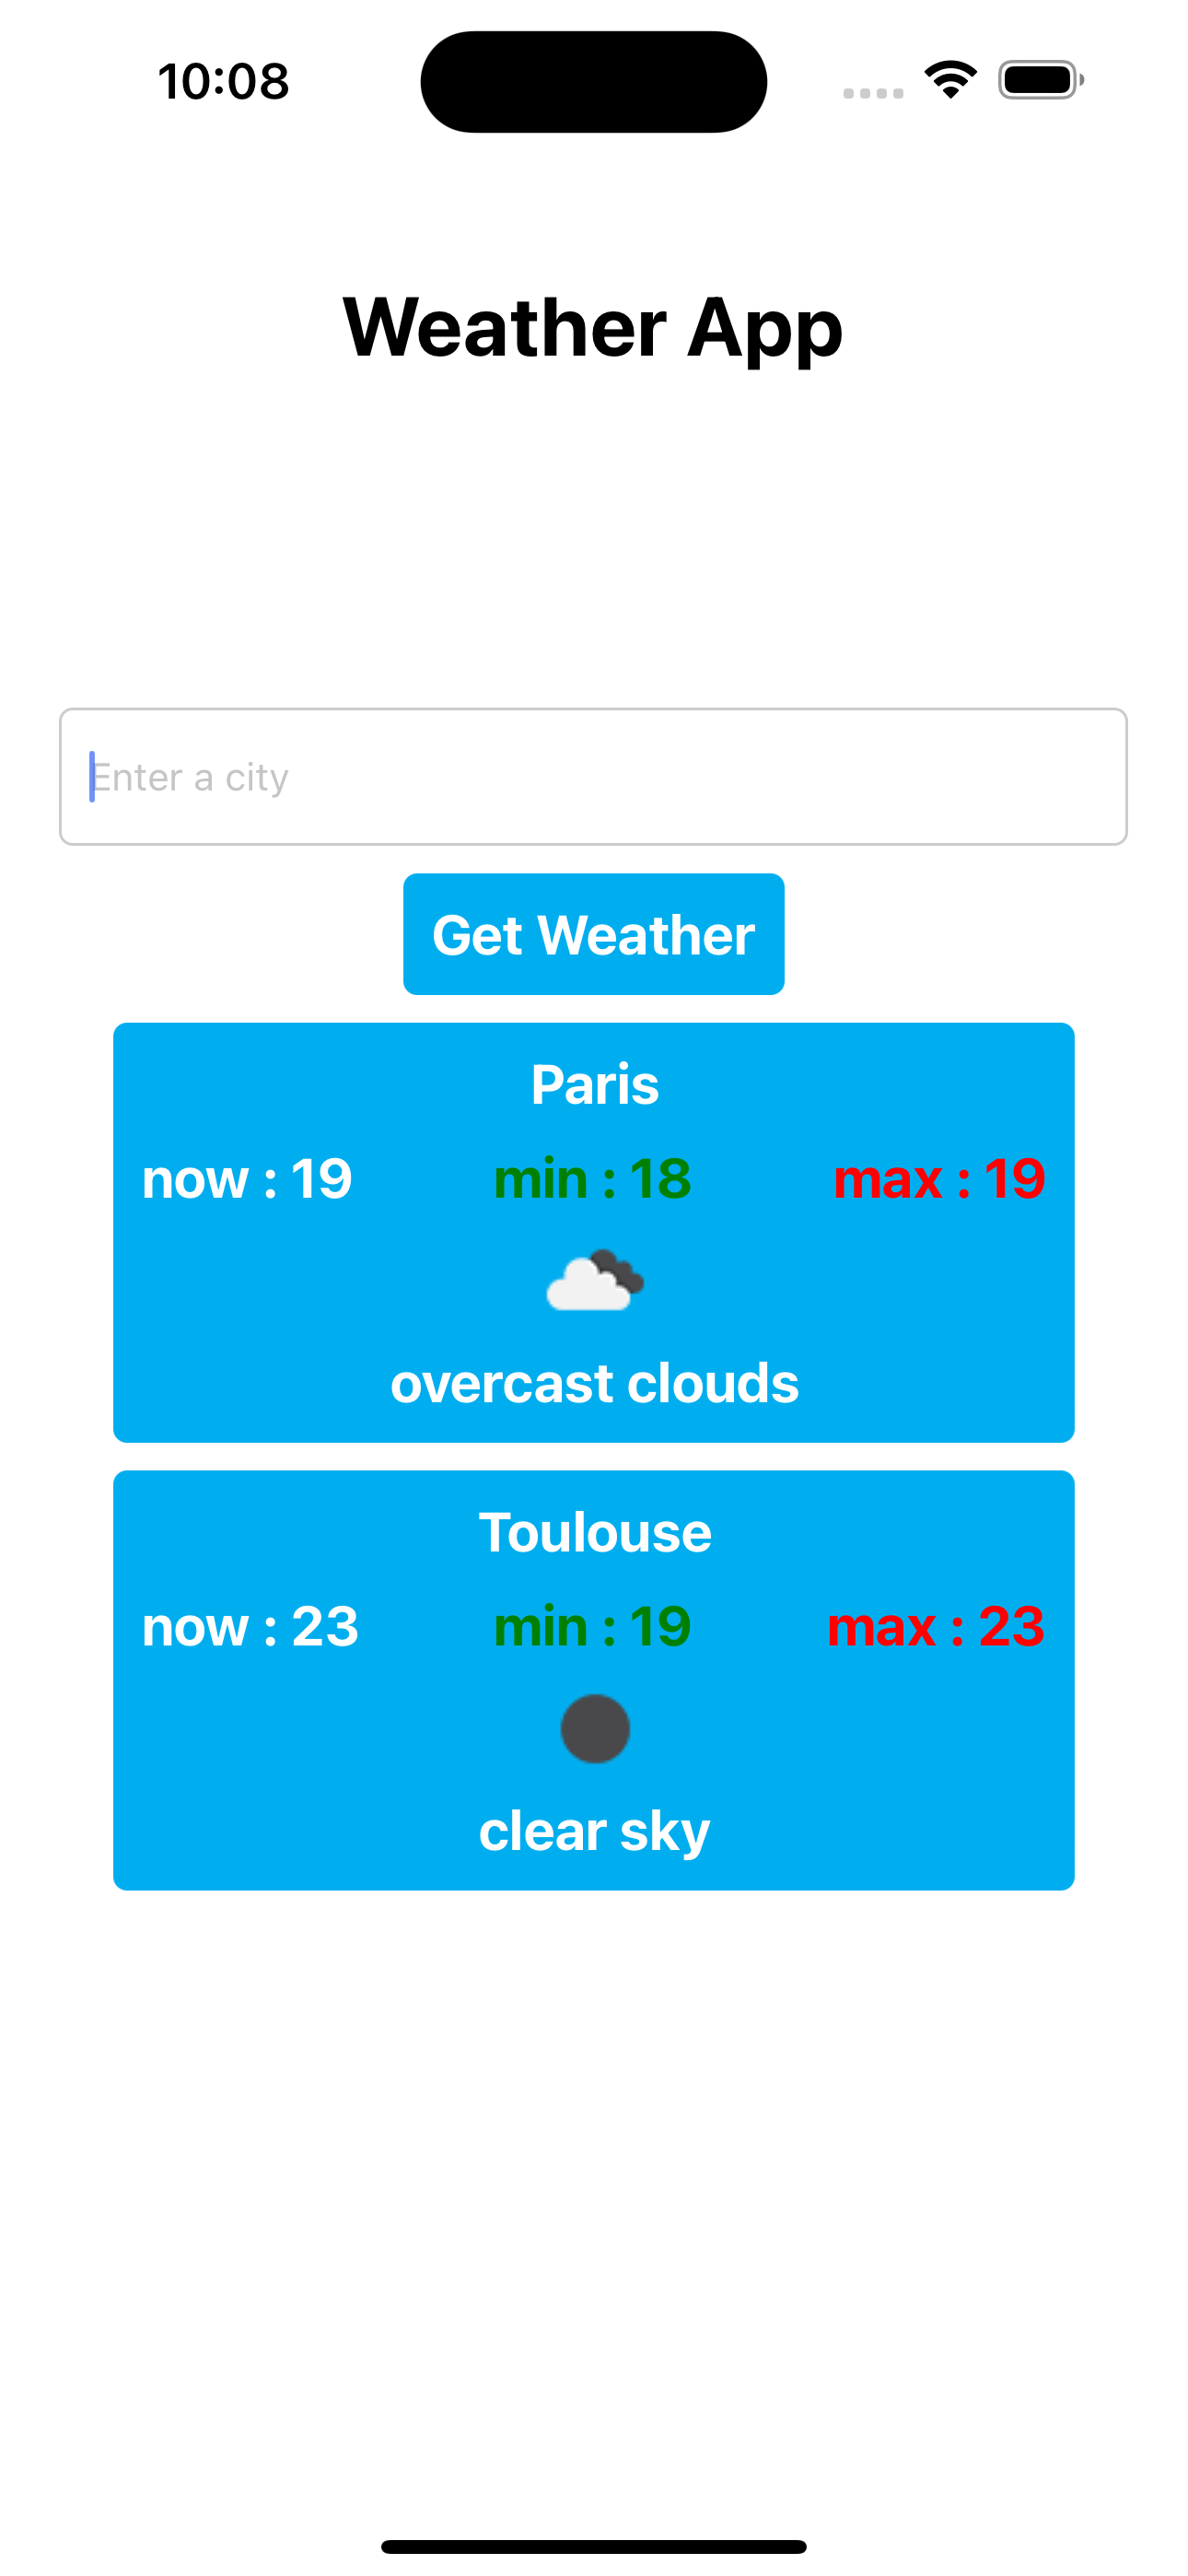 10:08
Weather App
Enter a city
Get Weather
Paris
now : 19 min : 18 max : 19
overcast clouds
Toulouse
now : 23 min : 19 max : 23
clear sky